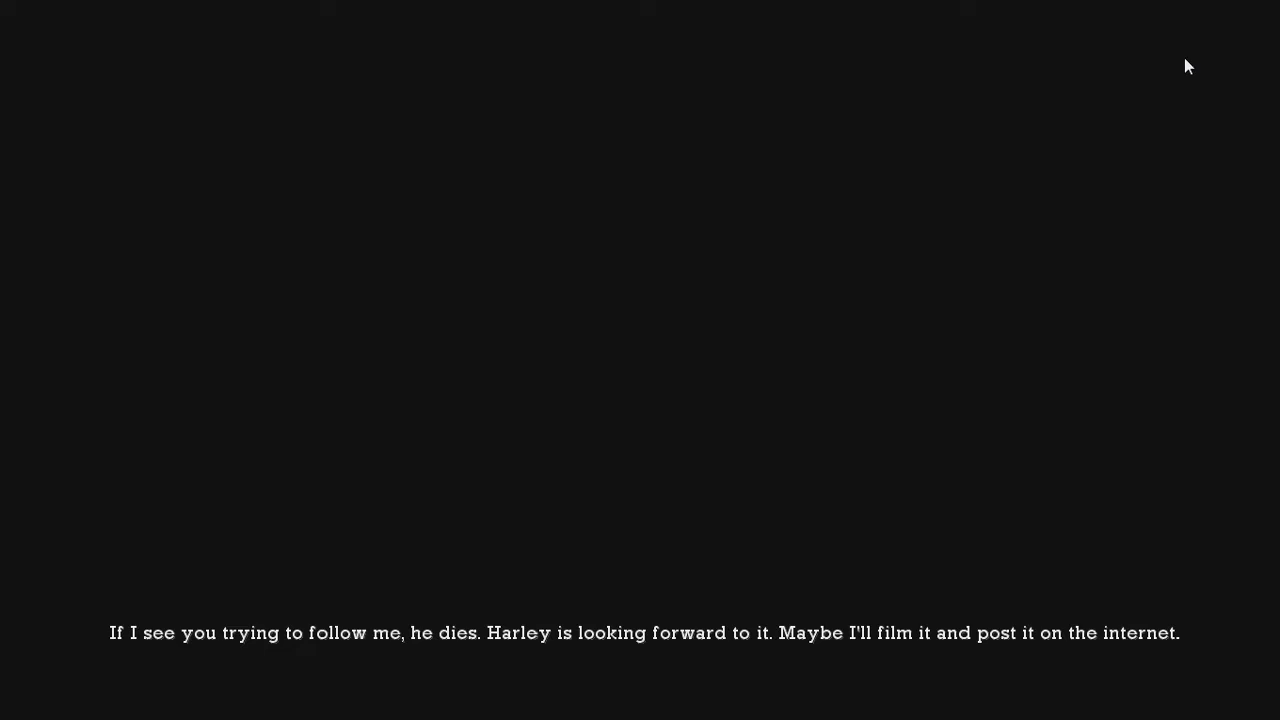 If I see you trying to follow me, he dies. Harley is looking forward to it. Maybe I'll film it and post it on the internet.